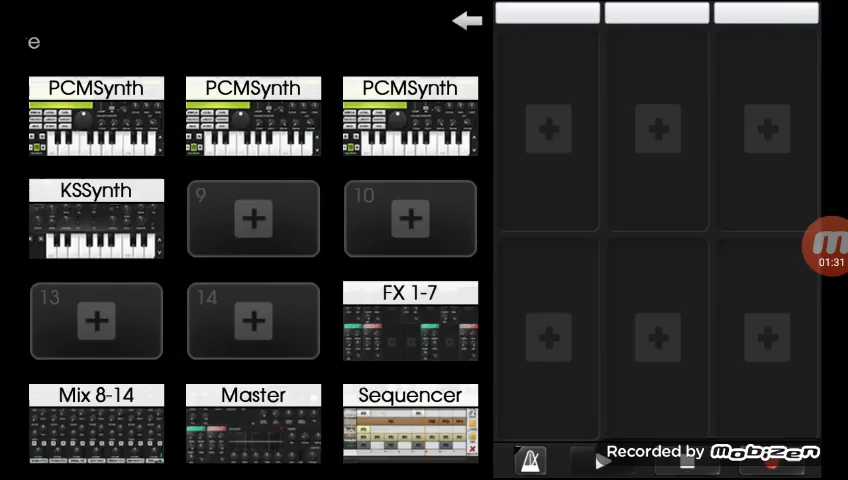 e
PCMSynth PCMSynth PCMSynth
KSSynth 9 10
13 14 FX 1-7
Mix 8-14 Master Sequencer
01:31
Recorded by Mobizen